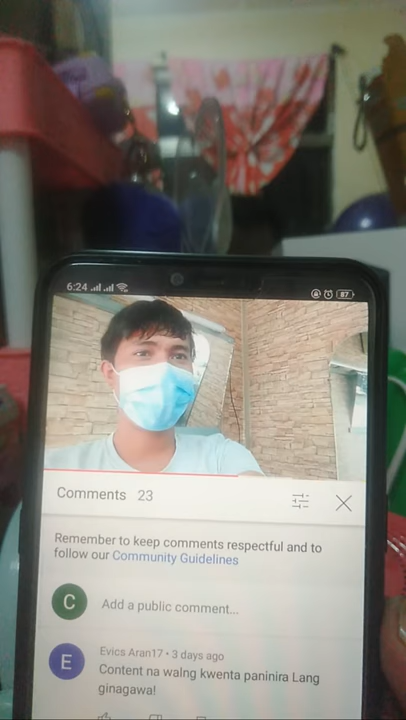 6:24
87
Comments 23
Remember to keep comments respectful and to
follow our Community Guidelines
C
Add a public comment...
E
Evics Aran17 • 3 days ago
Content na walng kwenta paninira Lang
ginagawa!